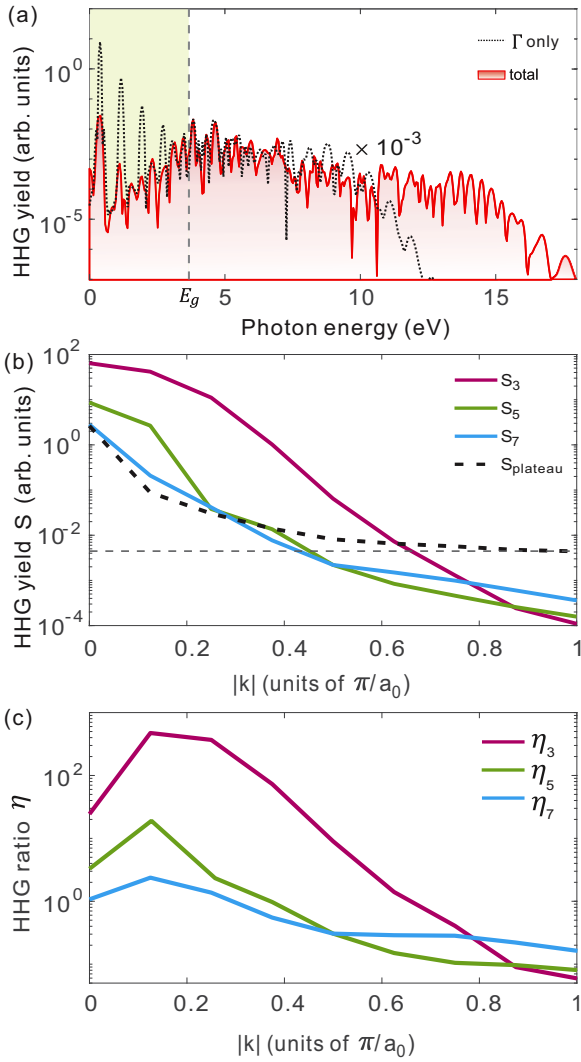 (a)
HHG yield (arb. units)
10⁰
10⁻⁵
Γ only
total
× 10⁻³
0
E_g
5
10
15
Photon energy (eV)
(b)
HHG yield S (arb. units)
10²
10⁰
10⁻²
10⁻⁴
S₃
S₅
S₇
S_plateau
0
0.2
0.4
0.6
0.8
1
|k| (units of π/a₀)
(c)
HHG ratio η
10²
10⁰
η₃
η₅
η₇
0
0.2
0.4
0.6
0.8
1
|k| (units of π/a₀)